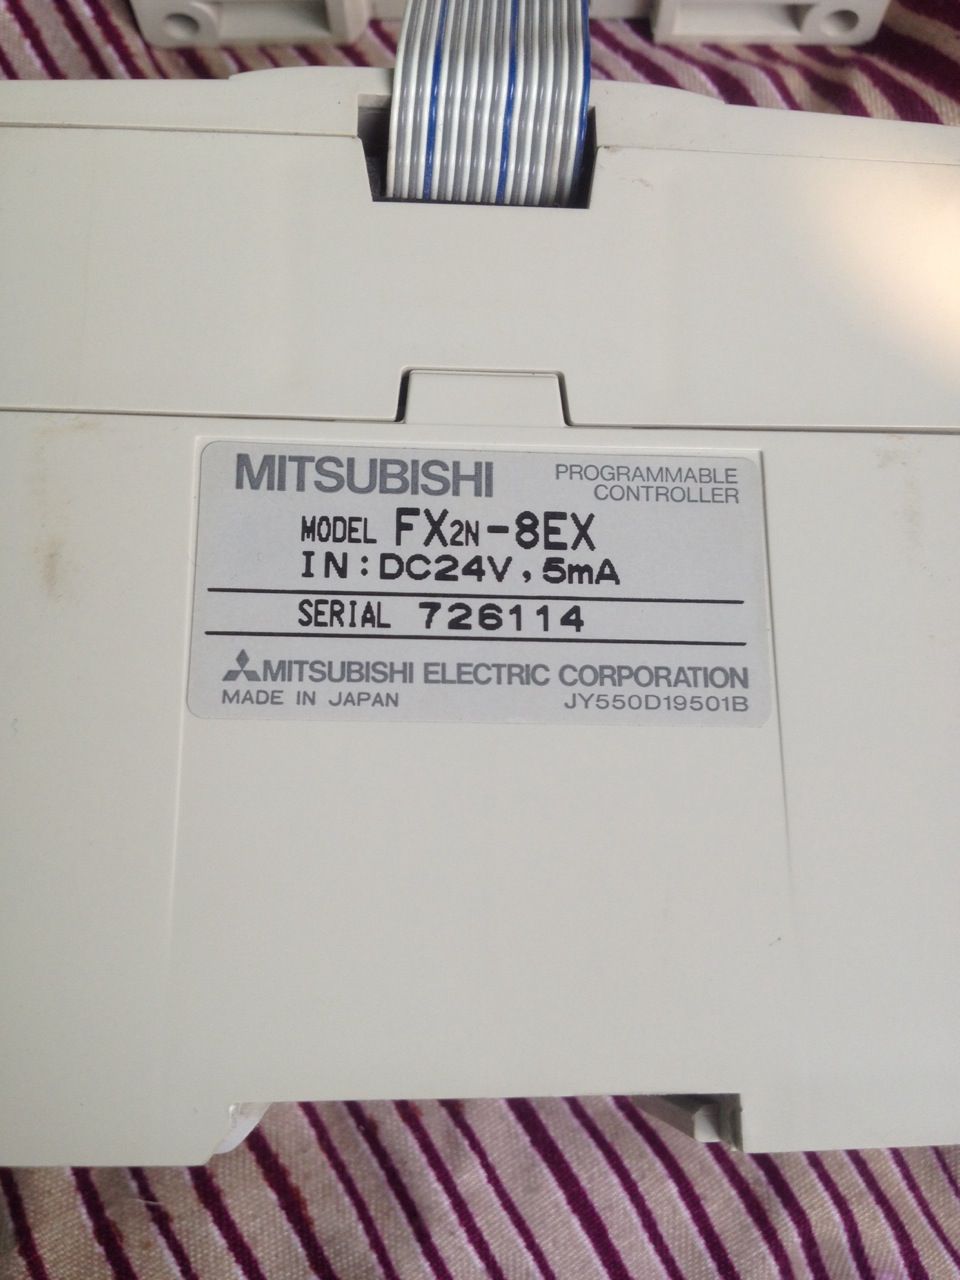 MITSUBISHI PROGRAMMABLE
CONTROLLER
MODEL FX2N-8EX
IN:DC24V, 5mA
SERIAL 726114
MITSUBISHI ELECTRIC CORPORATION
MADE IN JAPAN JY550D19501B